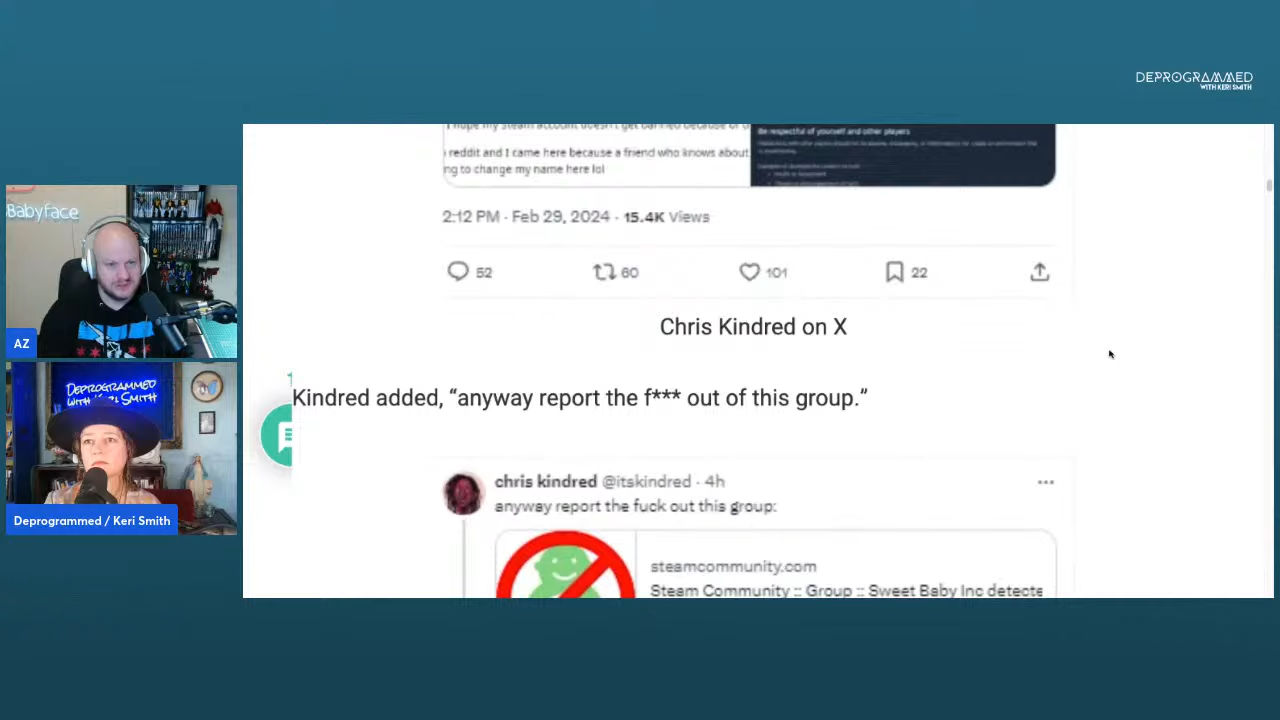 DEPROGRAMMED
WITH KERI SMITH
I hope my Steam account doesn't get banned because of
reddit and I came here because a friend who knows about
ng to change my name here lol
Be respectful of yourself and other players
2:12 PM · Feb 29, 2024 · 15.4K Views
52 60 101 22
Chris Kindred on X
Kindred added, “anyway report the f*** out of this group.”
chris kindred @itskindred · 4h
anyway report the fuck out this group:
steamcommunity.com
Steam Community :: Group :: Sweet Baby Inc detecte
Babyface
AZ
DEPROGRAMMED
WITH KERI SMITH
Deprogrammed / Keri Smith